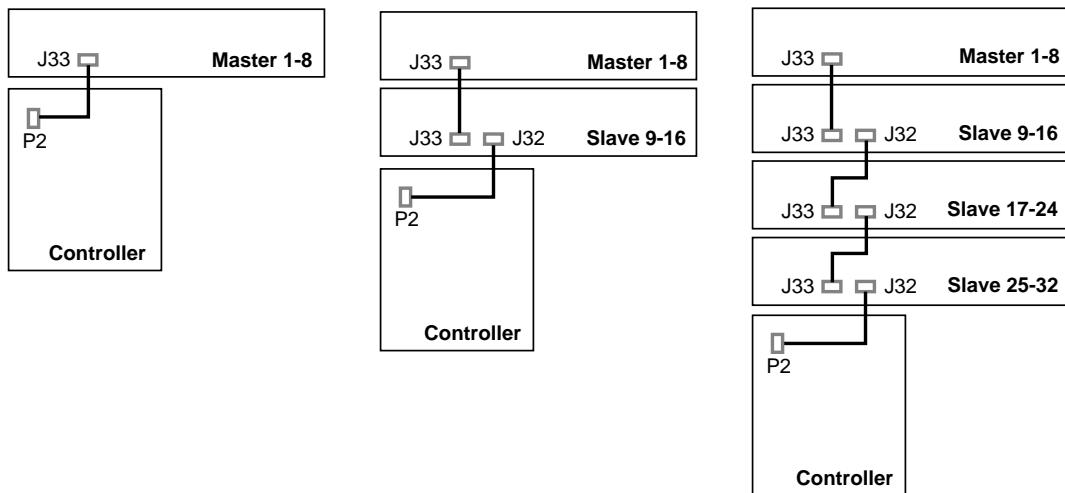 J33 Master 1-8
P2
Controller
J33 Master 1-8
J33 J32 Slave 9-16
P2
Controller
J33 Master 1-8
J33 J32 Slave 9-16
J33 J32 Slave 17-24
J33 J32 Slave 25-32
P2
Controller